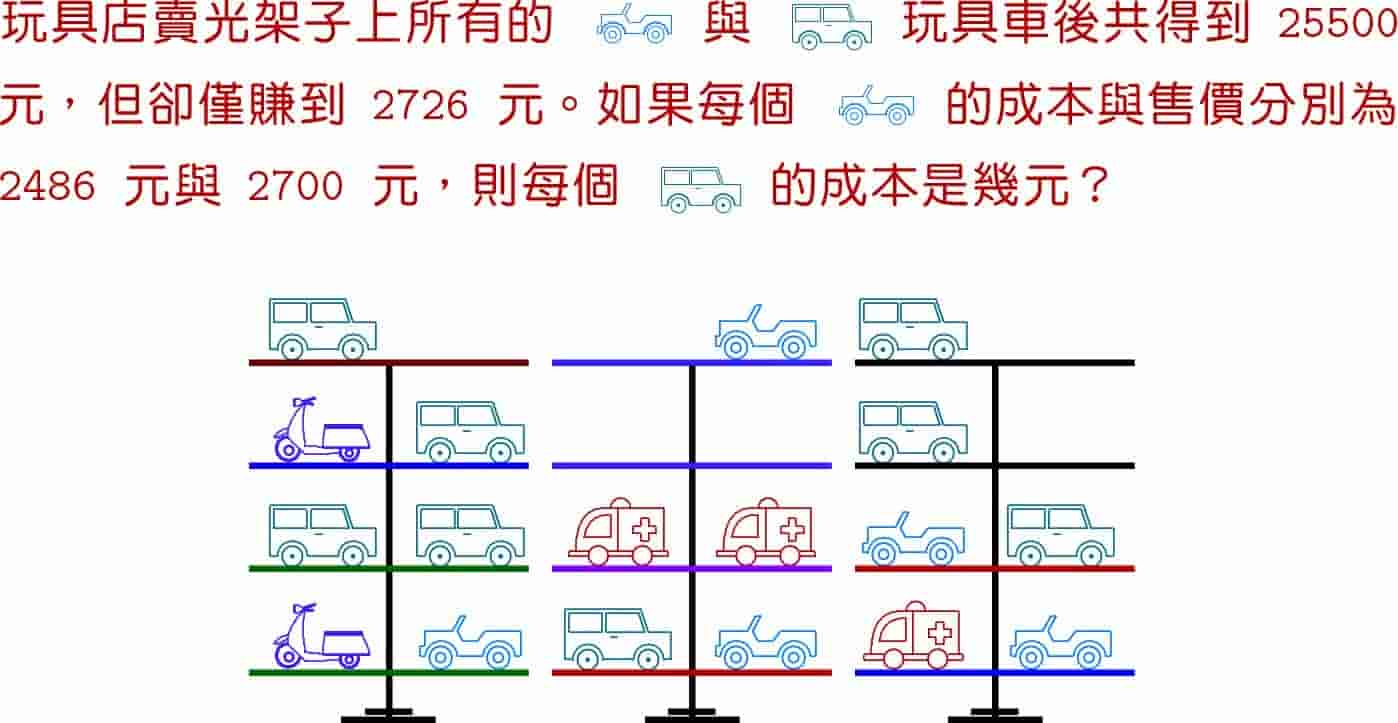 玩具店賣光架子上所有的 與 玩具車後共得到 25500
元，但卻僅賺到 2726 元。如果每個 的成本與售價分別為
2486 元與 2700 元，則每個 的成本是幾元？